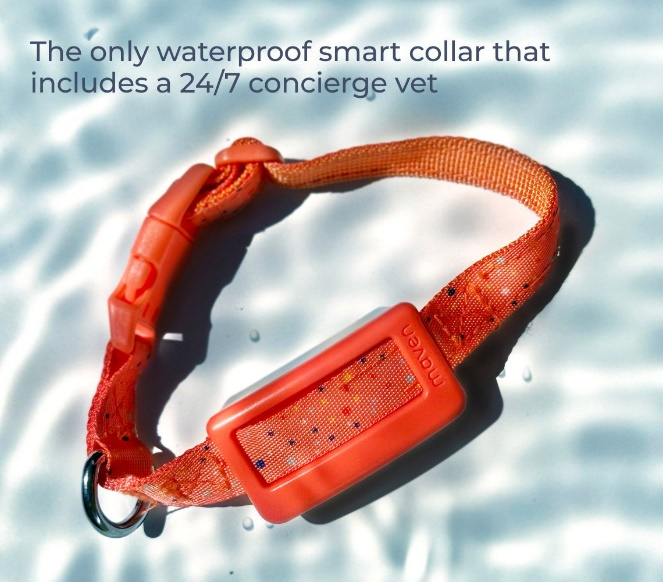 The only waterproof smart collar that
includes a 24/7 concierge vet
maven